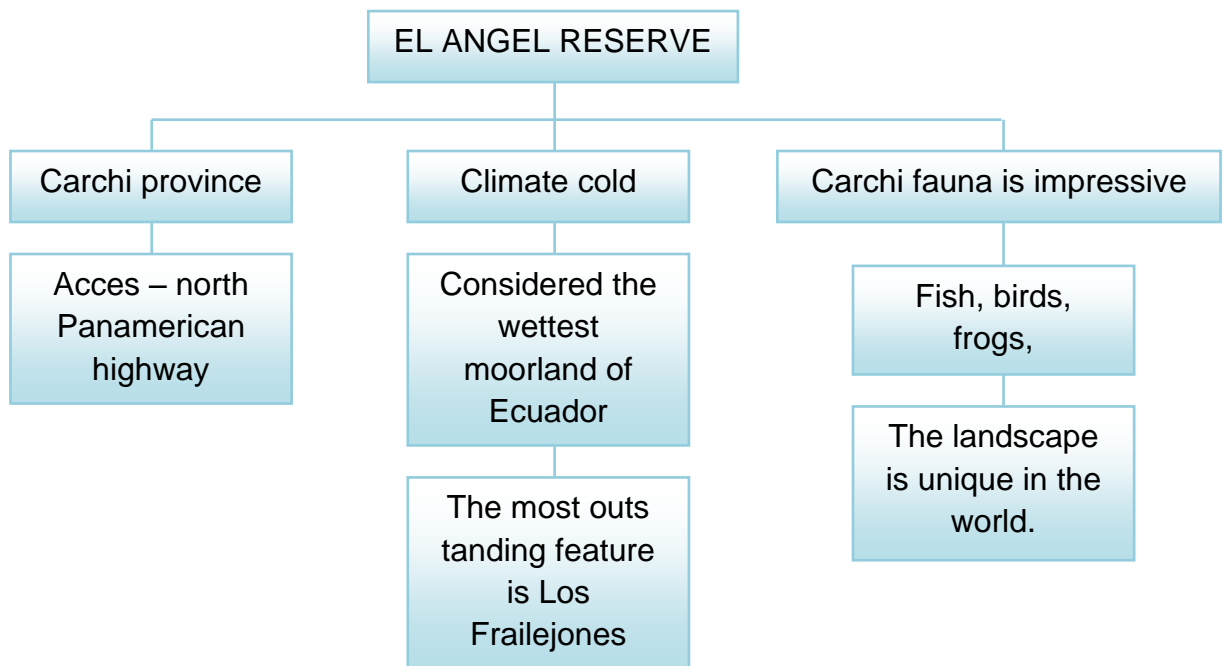 EL ANGEL RESERVE
Carchi province
Climate cold
Carchi fauna is impressive
Acces – north
Panamerican
highway
Considered the
wettest
moorland of
Ecuador
Fish, birds,
frogs,
The landscape
is unique in the
world.
The most outs
tanding feature
is Los
Frailejones